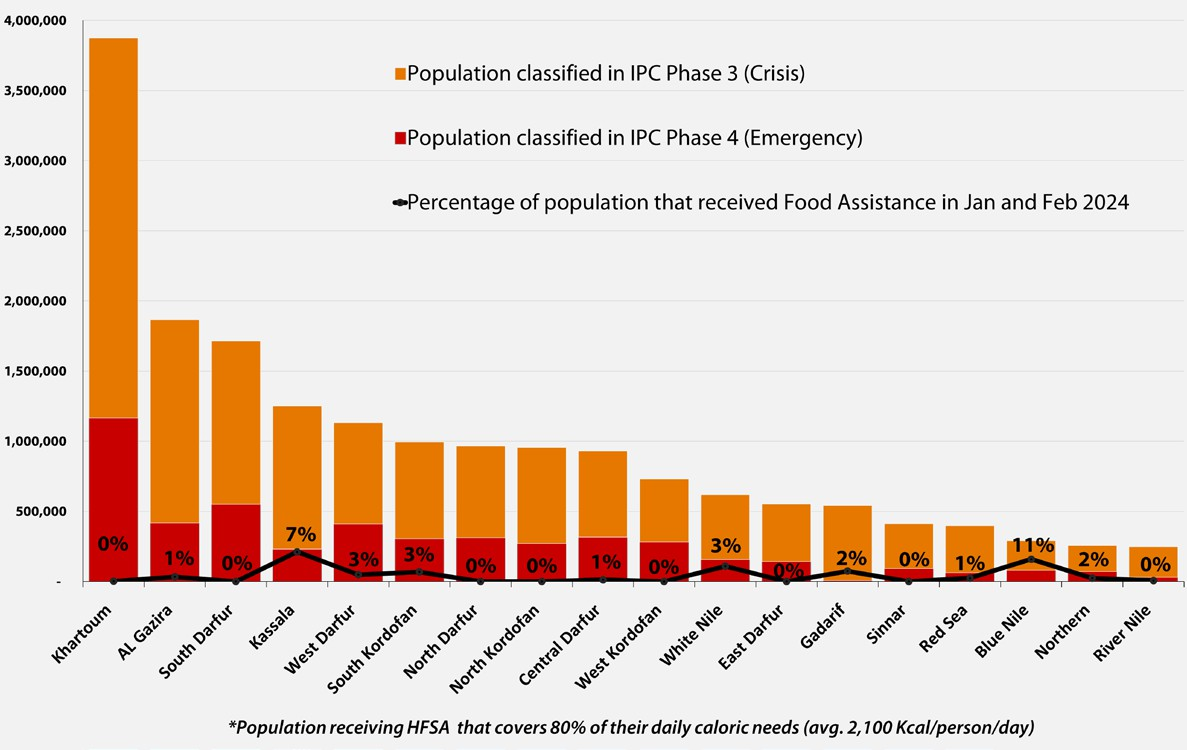 4,000,000
3,500,000
3,000,000
2,500,000
2,000,000
1,500,000
1,000,000
500,000
-
Population classified in IPC Phase 3 (Crisis)
Population classified in IPC Phase 4 (Emergency)
Percentage of population that received Food Assistance in Jan and Feb 2024
0%
1%
0%
7%
3%
3%
0%
0%
1%
0%
3%
0%
2%
0%
1%
11%
2%
0%
Khartoum
AL Gazira
South Darfur
Kassala
West Darfur
South Kordofan
North Darfur
North Kordofan
Central Darfur
West Kordofan
White Nile
East Darfur
Gadarif
Sinnar
Red Sea
Blue Nile
Northern
River Nile
*Population receiving HFSA that covers 80% of their daily caloric needs (avg. 2,100 Kcal/person/day)